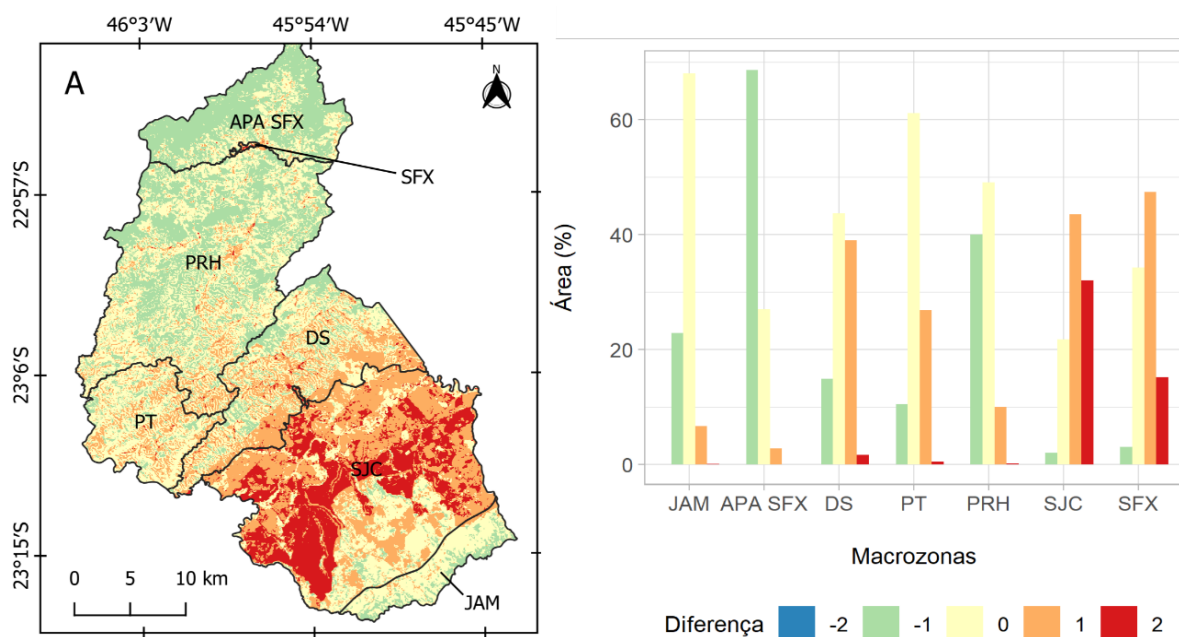 46°3′W 45°54′W 45°45′W
A
N
APA SFX
SFX
22°57′S
PRH
DS
23°6′S
PT
SJC
23°15′S
0 5 10 km
JAM
Área (%)
60
40
20
0
JAM APA SFX DS PT PRH SJC SFX
Macrozonas
Diferença -2 -1 0 1 2